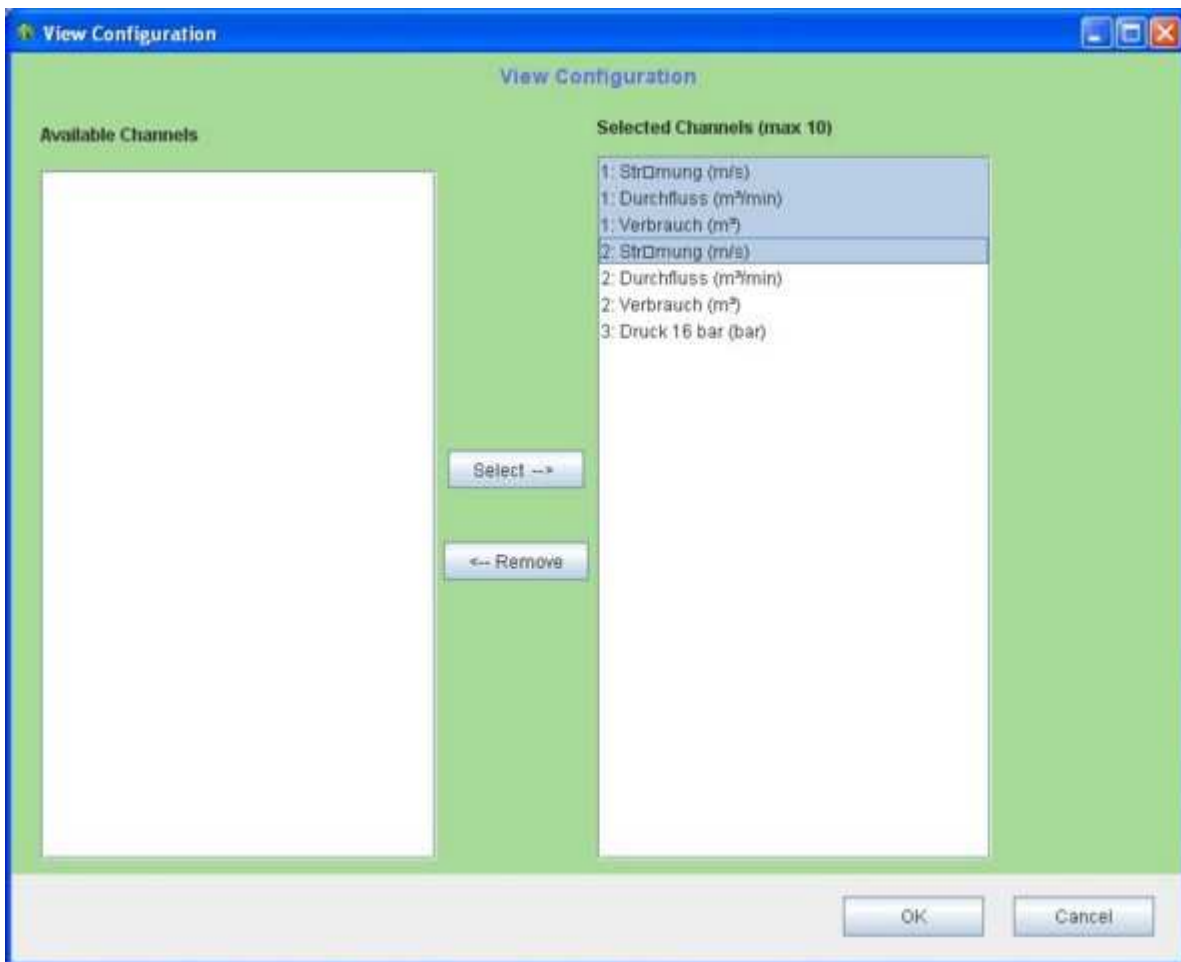 View Configuration
View Configuration
Available Channels
Selected Channels (max 10)
1: Str□mung (m/s)
1: Durchfluss (m³/min)
1: Verbrauch (m³)
2: Str□mung (m/s)
2: Durchfluss (m³/min)
2: Verbrauch (m³)
3: Druck 16 bar (bar)
Select -->
<-- Remove
OK
Cancel